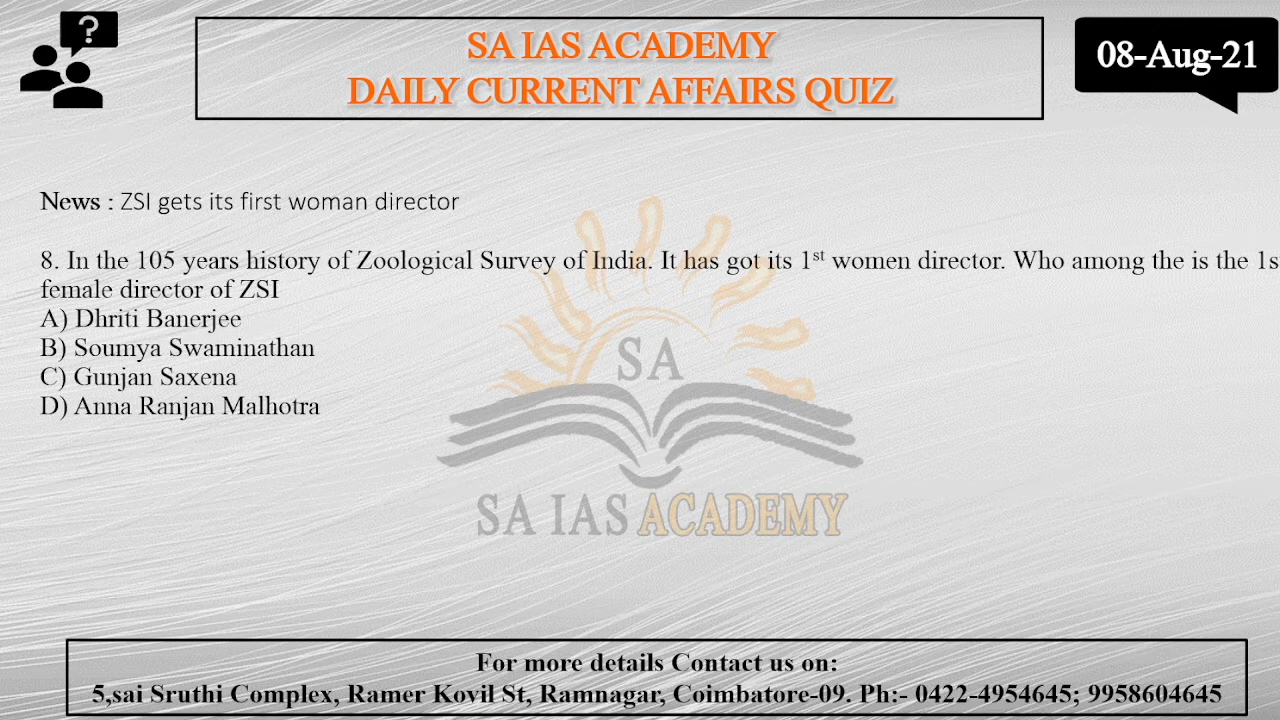 ?
SA IAS ACADEMY
DAILY CURRENT AFFAIRS QUIZ
08-Aug-21
News : ZSI gets its first woman director
8. In the 105 years history of Zoological Survey of India. It has got its 1st women director. Who among the is the 1s
female director of ZSI
A) Dhriti Banerjee
B) Soumya Swaminathan
C) Gunjan Saxena
D) Anna Ranjan Malhotra
SA
SA IAS ACADEMY
For more details Contact us on:
5,sai Sruthi Complex, Ramer Kovil St, Ramnagar, Coimbatore-09. Ph:- 0422-4954645; 9958604645